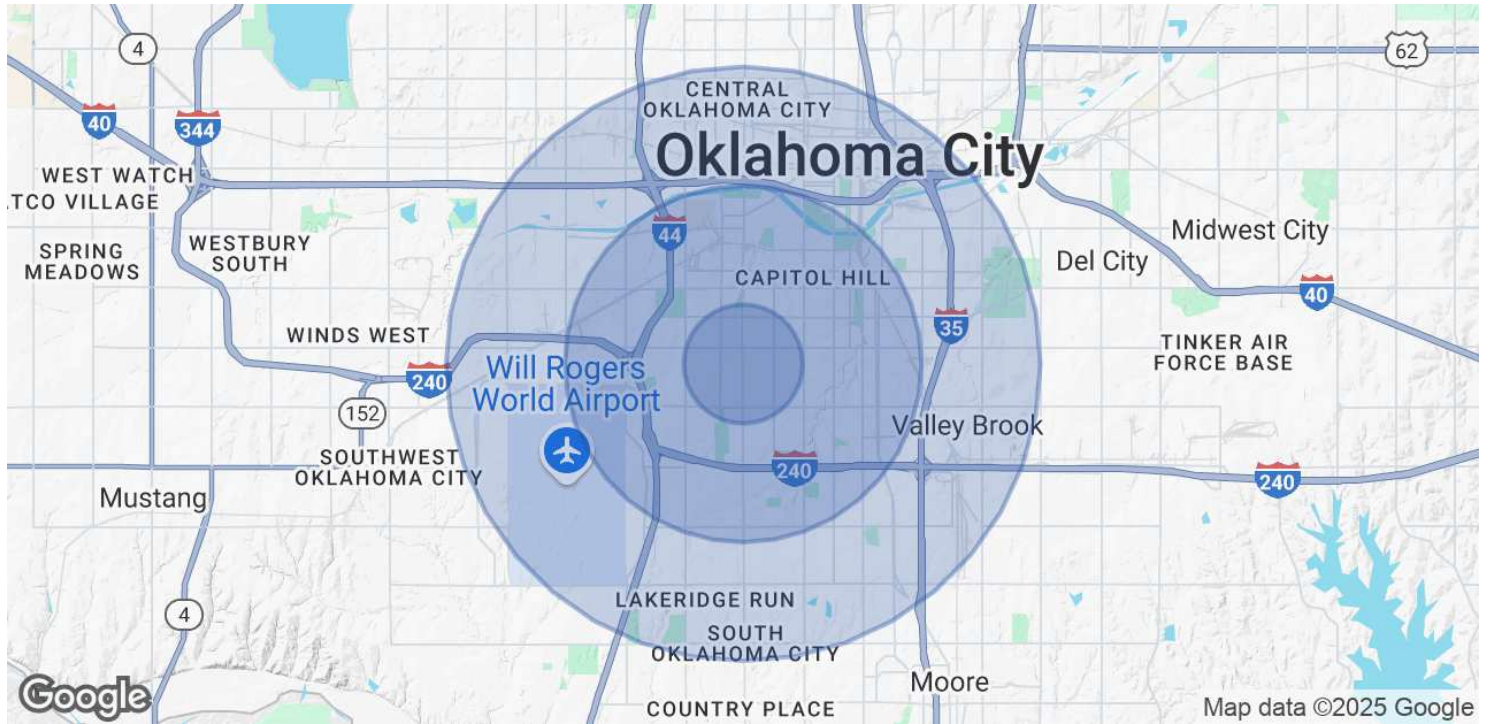 4
62
CENTRAL
OKLAHOMA CITY
40
344
Oklahoma City
WEST WATCH
ATCO VILLAGE
44
Midwest City
SPRING
MEADOWS
WESTBURY
SOUTH
Del City
CAPITOL HILL
40
WINDS WEST
35
TINKER AIR
FORCE BASE
Will Rogers
World Airport
240
152
Valley Brook
SOUTHWEST
OKLAHOMA CITY
240
240
Mustang
4
LAKERIDGE RUN
SOUTH
OKLAHOMA CITY
Moore
Google
COUNTRY PLACE
Map data ©2025 Google